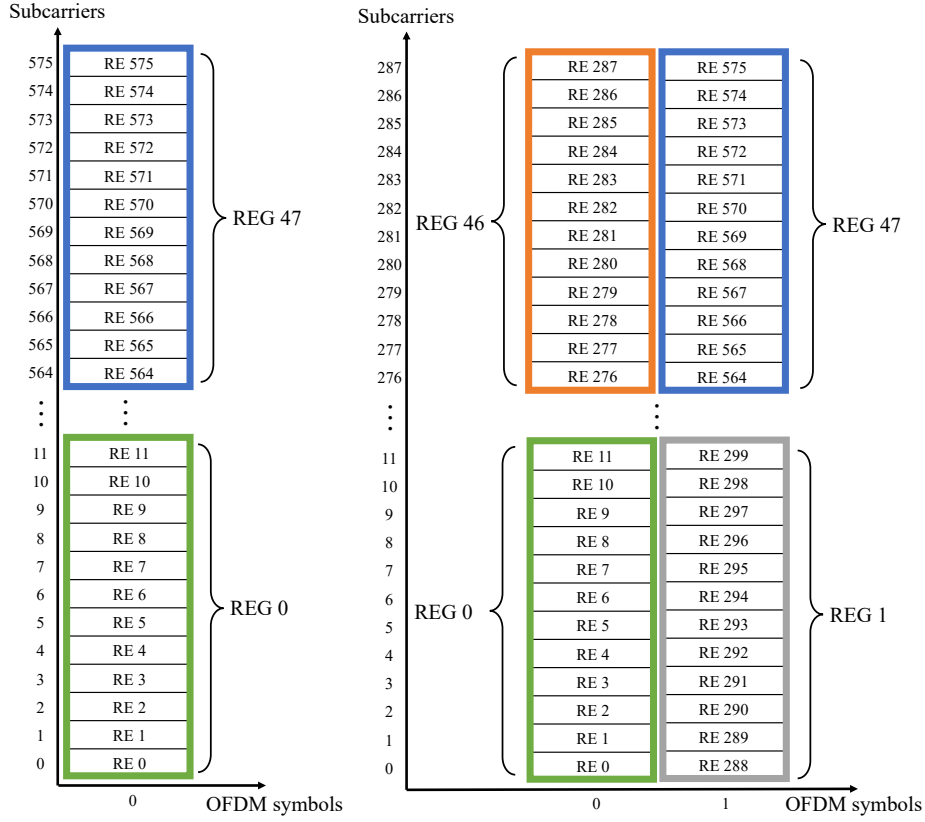 Subcarriers
575 RE 575
574 RE 574
573 RE 573
572 RE 572
571 RE 571
570 RE 570
569 RE 569
568 RE 568
567 RE 567
566 RE 566
565 RE 565
564 RE 564
REG 47
⋮ ⋮
11 RE 11
10 RE 10
9 RE 9
8 RE 8
7 RE 7
6 RE 6
5 RE 5
4 RE 4
3 RE 3
2 RE 2
1 RE 1
0 RE 0
REG 0
0 OFDM symbols
Subcarriers
287 RE 287 RE 575
286 RE 286 RE 574
285 RE 285 RE 573
284 RE 284 RE 572
283 RE 283 RE 571
282 RE 282 RE 570
281 RE 281 RE 569
280 RE 280 RE 568
279 RE 279 RE 567
278 RE 278 RE 566
277 RE 277 RE 565
276 RE 276 RE 564
REG 46 REG 47
⋮ ⋮
11 RE 11 RE 299
10 RE 10 RE 298
9 RE 9 RE 297
8 RE 8 RE 296
7 RE 7 RE 295
6 RE 6 RE 294
5 RE 5 RE 293
4 RE 4 RE 292
3 RE 3 RE 291
2 RE 2 RE 290
1 RE 1 RE 289
0 RE 0 RE 288
REG 0 REG 1
0 1 OFDM symbols